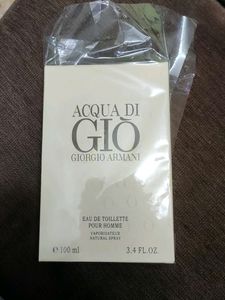 ACQUA DI
GIÒ
GIORGIO ARMANI
EAU DE TOILETTE
POUR HOMME
VAPORISATEUR
NATURAL SPRAY
e 100 ml 3.4 FL.OZ.